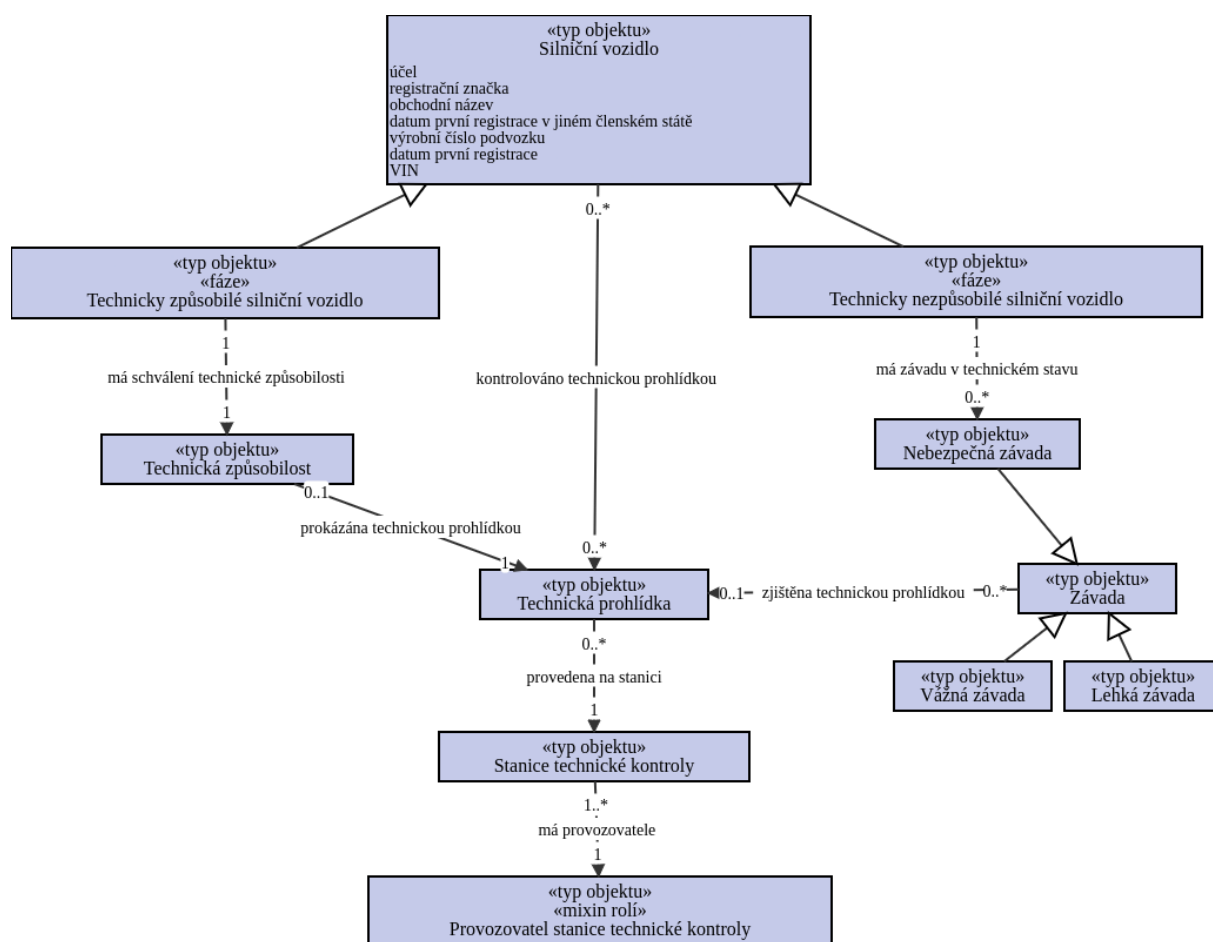 «typ objektu»
Silniční vozidlo
účel
registrační značka
obchodní název
datum první registrace v jiném členském státě
výrobní číslo podvozku
datum první registrace
VIN
0..*
«typ objektu»
«fáze»
Technicky způsobilé silniční vozidlo
«typ objektu»
«fáze»
Technicky nezpůsobilé silniční vozidlo
1
1
má schválení technické způsobilosti
kontrolováno technickou prohlídkou
má závadu v technickém stavu
1
0..*
«typ objektu»
Technická způsobilost
«typ objektu»
Nebezpečná závada
0..1
prokázána technickou prohlídkou
1
0..*
«typ objektu»
Technická prohlídka
0..1
zjištěna technickou prohlídkou
0..*
«typ objektu»
Závada
0..*
provedena na stanici
1
«typ objektu»
Vážná závada
«typ objektu»
Lehká závada
«typ objektu»
Stanice technické kontroly
1..*
má provozovatele
1
«typ objektu»
«mixin rolí»
Provozovatel stanice technické kontroly